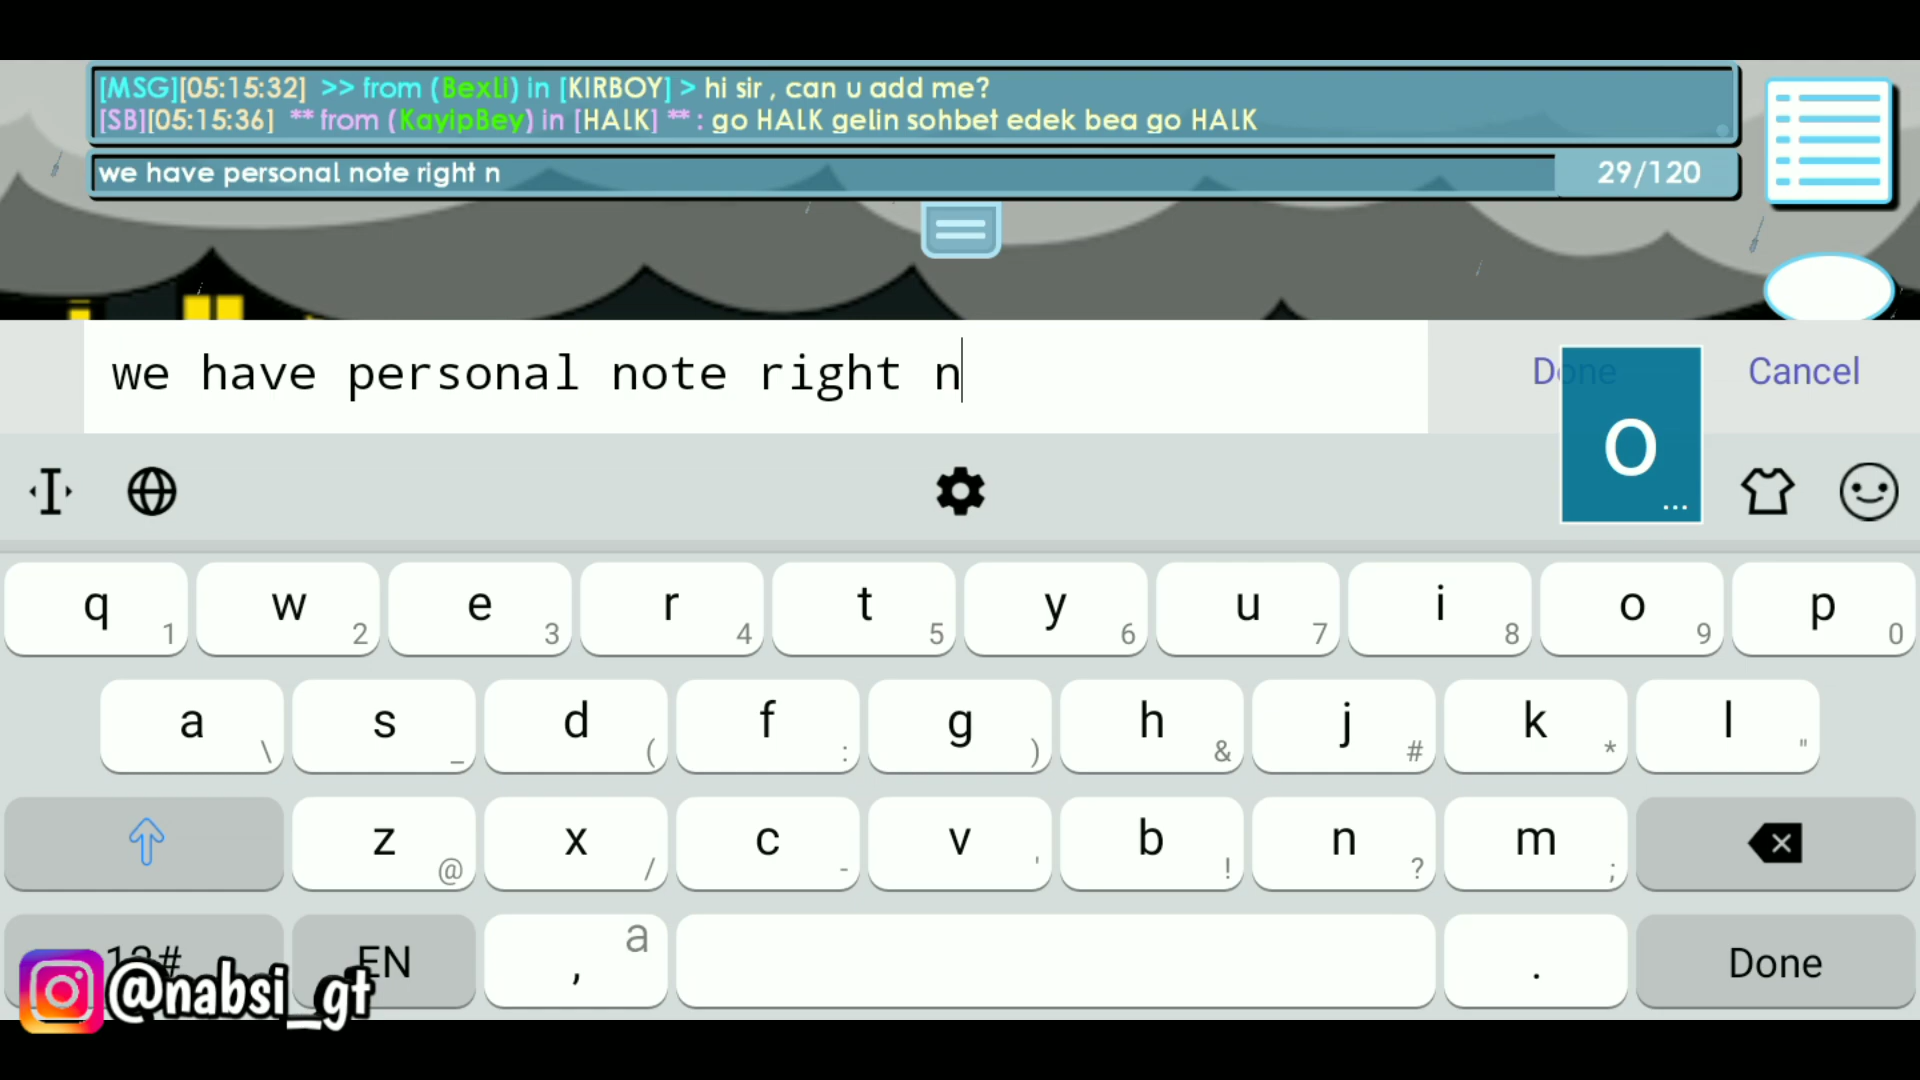 [MSG][05:15:32] >> from (BexLi) in [KIRBOY] > hi sir , can u add me?
[SB][05:15:36] ** from (KayipBey) in [HALK] ** : go HALK gelin sohbet edek bea go HALK
we have personal note right n 29/120
we have personal note right n Done Cancel
o
...
q 1 w 2 e 3 r 4 t 5 y 6 u 7 i 8 o 9 p 0
a \ s _ d ( f : g ) h & j # k * l "
z @ x / c - v ' b ! n ? m ;
12# EN , a . Done
@nabsi_gt